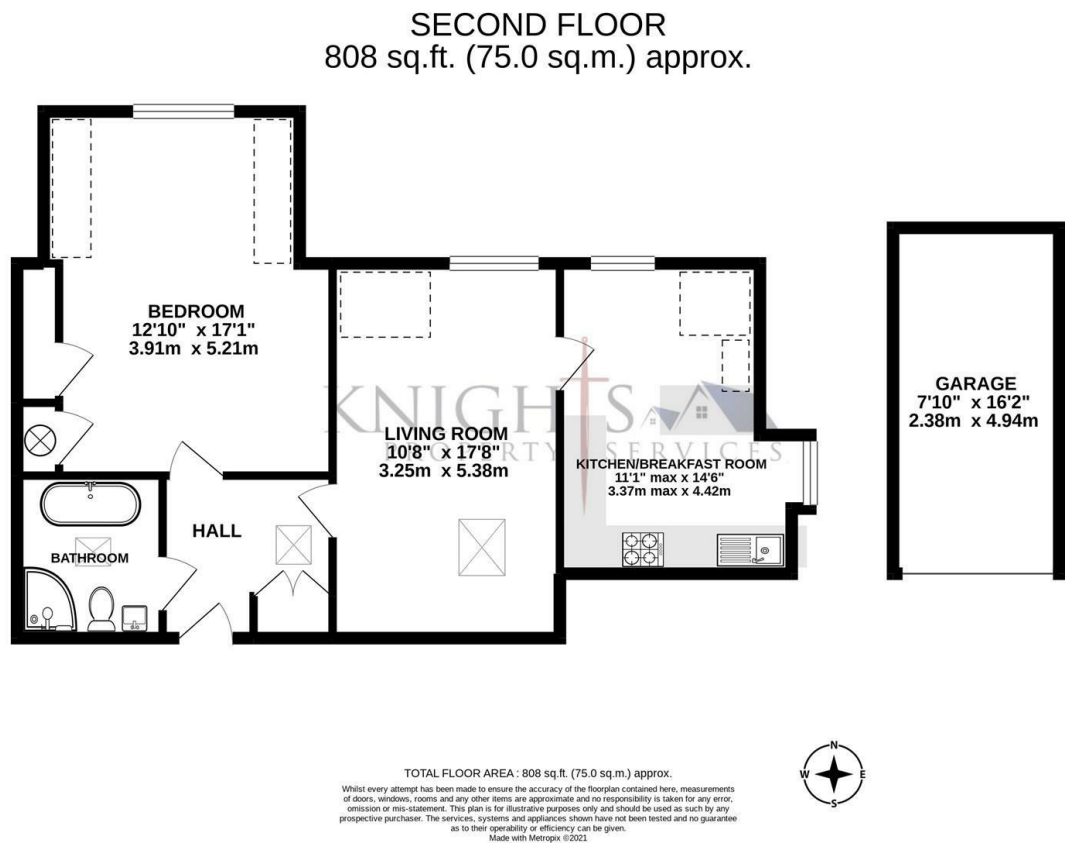 SECOND FLOOR
808 sq.ft. (75.0 sq.m.) approx.
BEDROOM
12'10" x 17'1"
3.91m x 5.21m
GARAGE
7'10" x 16'2"
2.38m x 4.94m
KNIGHTS
PROPERTY SERVICES
LIVING ROOM
10'8" x 17'8"
3.25m x 5.38m
KITCHEN/BREAKFAST ROOM
11'1" max x 14'6"
3.37m max x 4.42m
HALL
BATHROOM
N
W E
S
TOTAL FLOOR AREA : 808 sq.ft. (75.0 sq.m.) approx.
Whilst every attempt has been made to ensure the accuracy of the floorplan contained here, measurements
of doors, windows, rooms and any other items are approximate and no responsibility is taken for any error,
omission or mis-statement. This plan is for illustrative purposes only and should be used as such by any
prospective purchaser. The services, systems and appliances shown have not been tested and no guarantee
as to their operability or efficiency can be given.
Made with Metropix ©2021